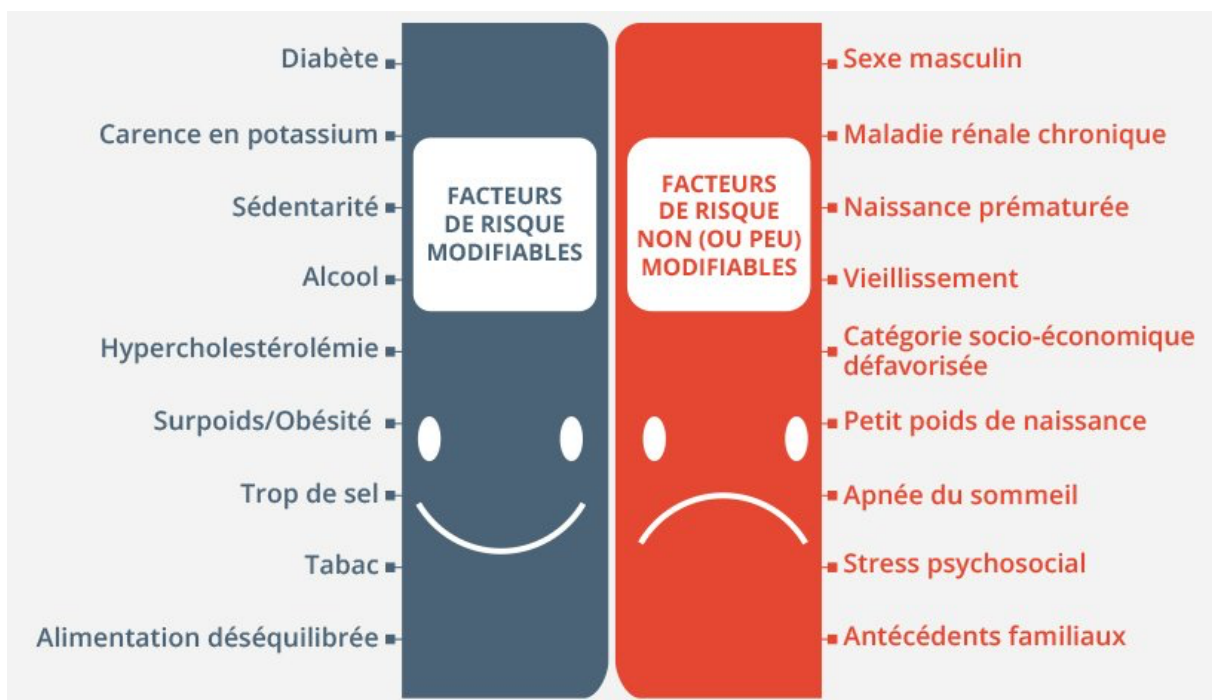 Diabète
Carence en potassium
Sédentarité
Alcool
Hypercholestérolémie
Surpoids/Obésité
Trop de sel
Tabac
Alimentation déséquilibrée
FACTEURS
DE RISQUE
MODIFIABLES
FACTEURS
DE RISQUE
NON (OU PEU)
MODIFIABLES
Sexe masculin
Maladie rénale chronique
Naissance prématurée
Vieillissement
Catégorie socio-économique
défavorisée
Petit poids de naissance
Apnée du sommeil
Stress psychosocial
Antécédents familiaux